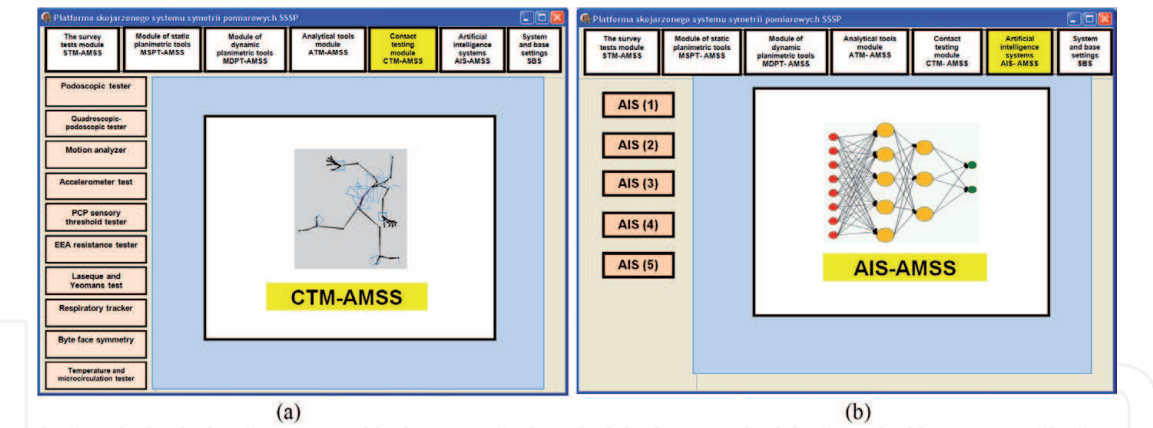 Platforma skojarzenego systemu symetrii pomiarowych SSSP
The survey
tests module
STM-AMSS
Module of static
planimetric tools
MSPT-AMSS
Module of
dynamic
planimetric tools
MDPT-AMSS
Analytical tools
module
ATM-AMSS
Contact
testing
module
CTM-AMSS
Artificial
intelligence
systems
AIS-AMSS
System
and base
settings
SBS
Podoscopic tester
Quadroscopic-
podoscopic tester
Motion analyzer
Accelerometer test
PCP sensory
threshold tester
EEA resistance tester
Laseque and
Yeomans test
Respiratory tracker
Byte face symmetry
Temperature and
microcirculation tester
CTM-AMSS
(a)
Platforma skojarzonego systemu symetrii pomiarowych SSSP
The survey
tests module
STM-AMSS
Module of static
planimetric tools
MSPT- AMSS
Module of
dynamic
planimetric tools
MDPT- AMSS
Analytical tools
module
ATM- AMSS
Contact
testing
module
CTM- AMSS
Artificial
intelligence
systems
AIS- AMSS
System
and base
settings
SBS
AIS (1)
AIS (2)
AIS (3)
AIS (4)
AIS (5)
AIS-AMSS
(b)